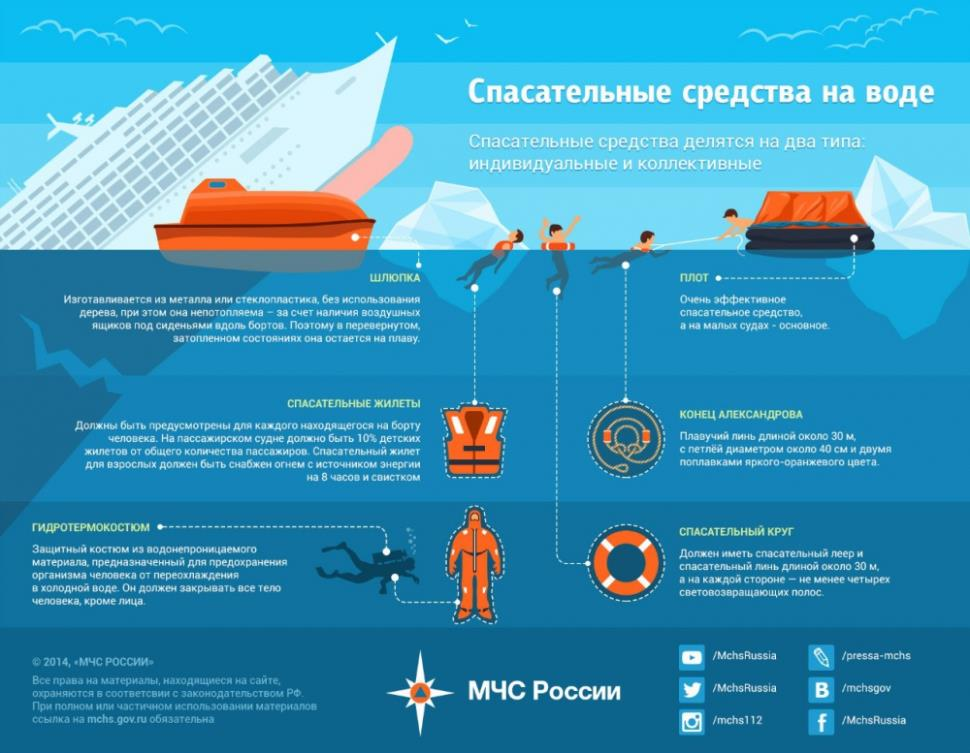 Спасательные средства на воде
Спасательные средства делятся на два типа:
индивидуальные и коллективные
ШЛЮПКА
Изготавливается из металла или стеклопластика, без использования
дерева, при этом она непотопляема – за счет наличия воздушных
ящиков под сиденьями вдоль бортов. Поэтому в перевернутом,
затопленном состояниях она остается на плаву.
ПЛОТ
Очень эффективное
спасательное средство,
а на малых судах - основное.
СПАСАТЕЛЬНЫЕ ЖИЛЕТЫ
Должны быть предусмотрены для каждого находящегося на борту
человека. На пассажирском судне должно быть 10% детских
жилетов от общего количества пассажиров. Спасательный жилет
для взрослых должен быть снабжен огнем с источником энергии
на 8 часов и свистком
КОНЕЦ АЛЕКСАНДРОВА
Плавучий линь длиной около 30 м,
с петлёй диаметром около 40 см и двумя
поплавками яркого-оранжевого цвета.
ГИДРОТЕРМОКОСТЮМ
Защитный костюм из водонепроницаемого
материала, предназначенный для предохранения
организма человека от переохлаждения
в холодной воде. Он должен закрывать все тело
человека, кроме лица.
СПАСАТЕЛЬНЫЙ КРУГ
Должен иметь спасательный леер и
спасательный линь длиной около 30 м,
а на каждой стороне — не менее четырех
световозвращающих полос.
© 2014, «МЧС РОССИИ»
Все права на материалы, находящиеся на сайте,
охраняются в соответствии с законодательством РФ.
При полном или частичном использовании материалов
ссылка на mchs.gov.ru обязательна
МЧС России
/MchsRussia
/pressa-mchs
/MchsRussia
/mchsgov
/mchs112
/MchsRussia